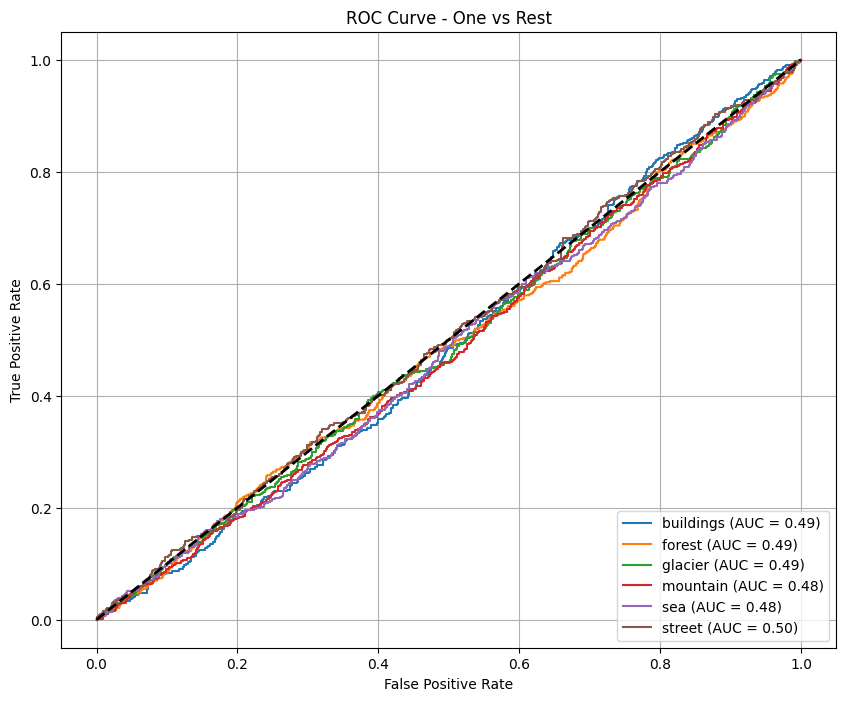 ROC Curve - One vs Rest
True Positive Rate
1.0
0.8
0.6
0.4
0.2
0.0
0.0 0.2 0.4 0.6 0.8 1.0
False Positive Rate
buildings (AUC = 0.49)
forest (AUC = 0.49)
glacier (AUC = 0.49)
mountain (AUC = 0.48)
sea (AUC = 0.48)
street (AUC = 0.50)